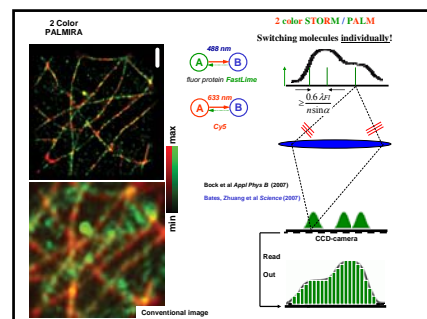 2 Color
PALMIRA
max
min
Conventional image
488 nm
A
B
fluor protein FastLime
633 nm
A
B
Cy5
Bock et al Appl Phys B (2007)
Bates, Zhuang et al Science (2007)
2 color STORM / PALM
Switching molecules individually!
≥ 0.6 λFl / n sinα
CCD-camera
Read
Out